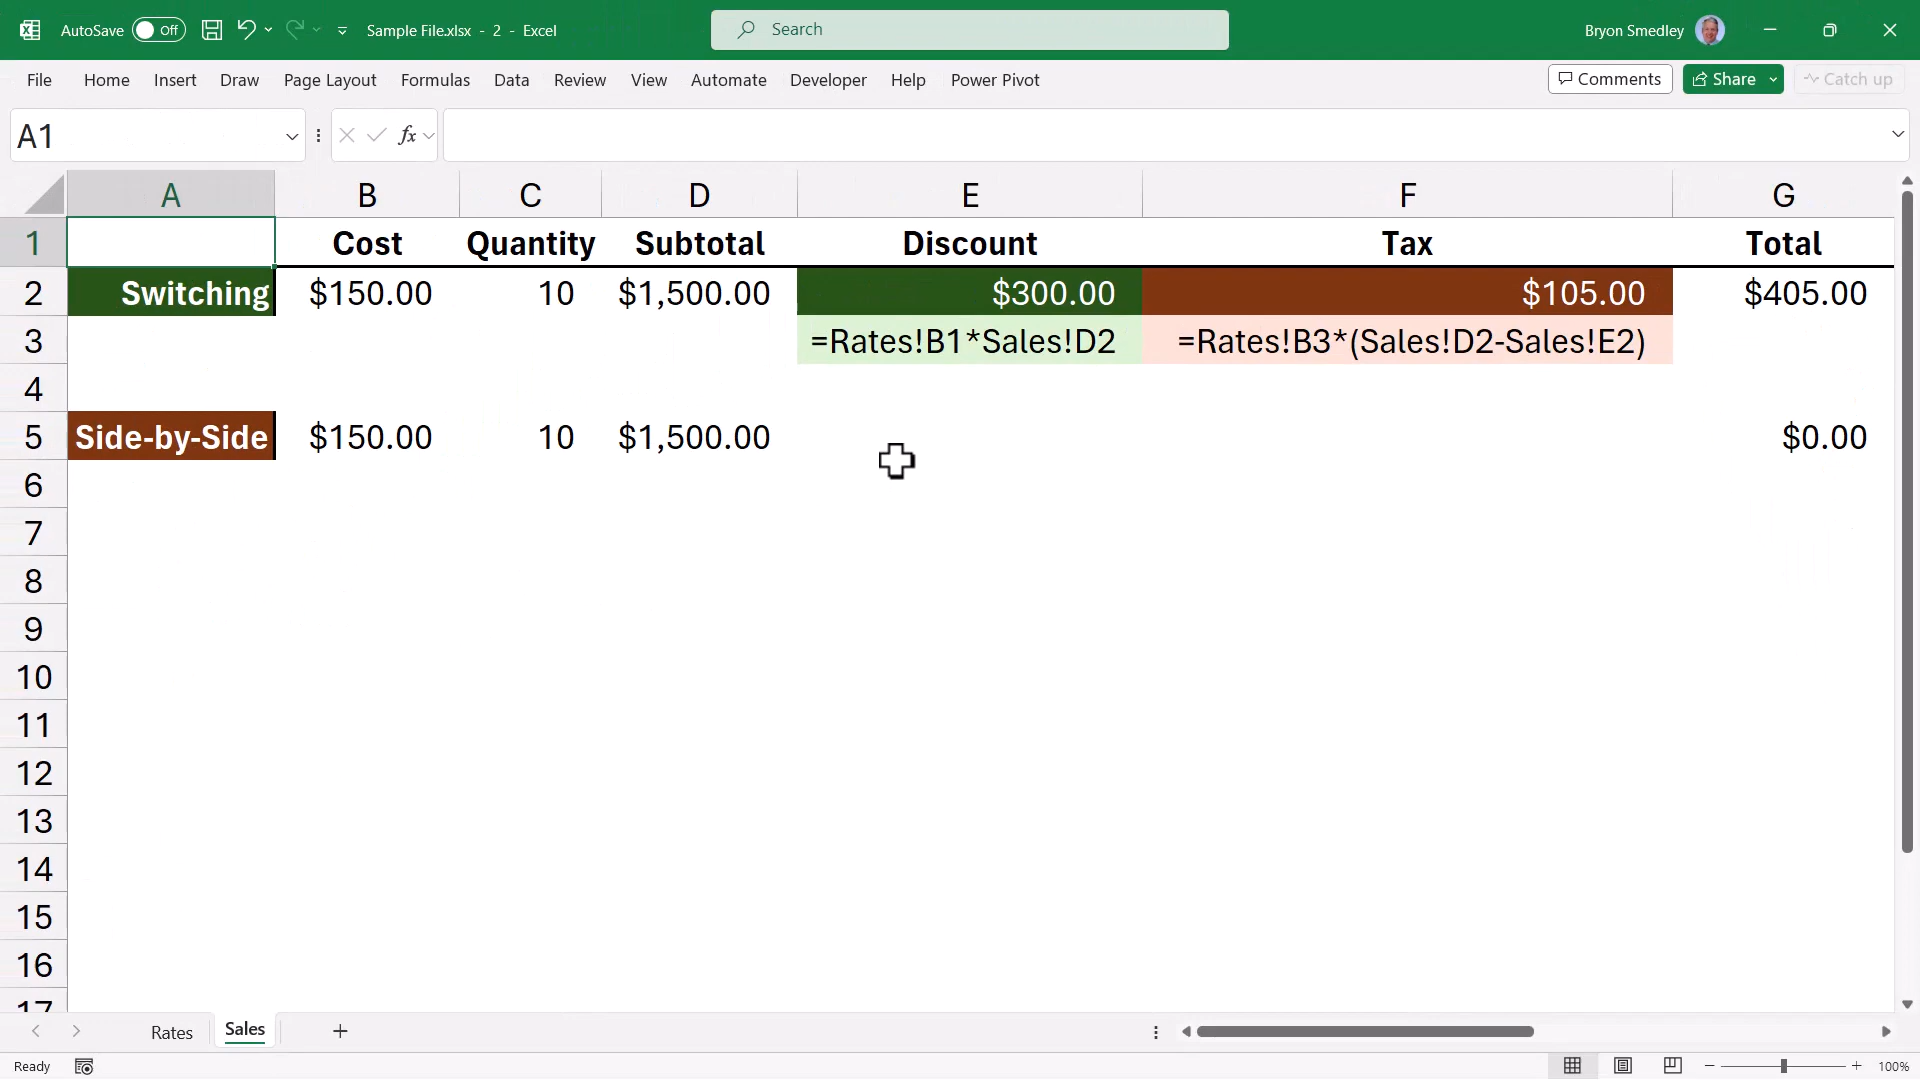 AutoSave Off Sample File.xlsx - 2 - Excel Search Bryon Smedley
File Home Insert Draw Page Layout Formulas Data Review View Automate Developer Help Power Pivot Comments Share Catch up
A1 fx
A B C D E F G
1 Cost Quantity Subtotal Discount Tax Total
2 Switching $150.00 10 $1,500.00 $300.00 $105.00 $405.00
3 =Rates!B1*Sales!D2 =Rates!B3*(Sales!D2-Sales!E2)
4
5 Side-by-Side $150.00 10 $1,500.00 $0.00
6
7
8
9
10
11
12
13
14
15
16
17
Rates Sales
Ready 100%